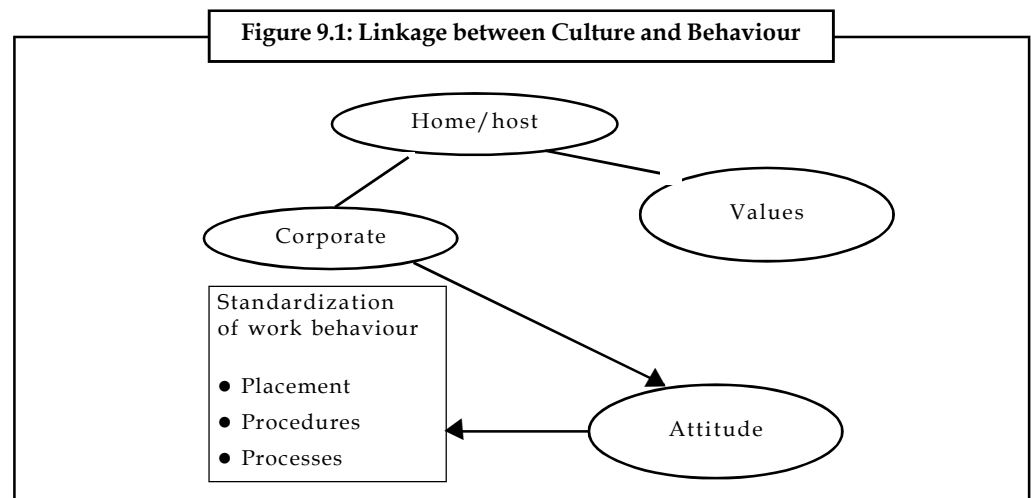 Figure 9.1: Linkage between Culture and Behaviour
Home/host
Values
Corporate
Standardization
of work behaviour
● Placement
● Procedures
● Processes
Attitude